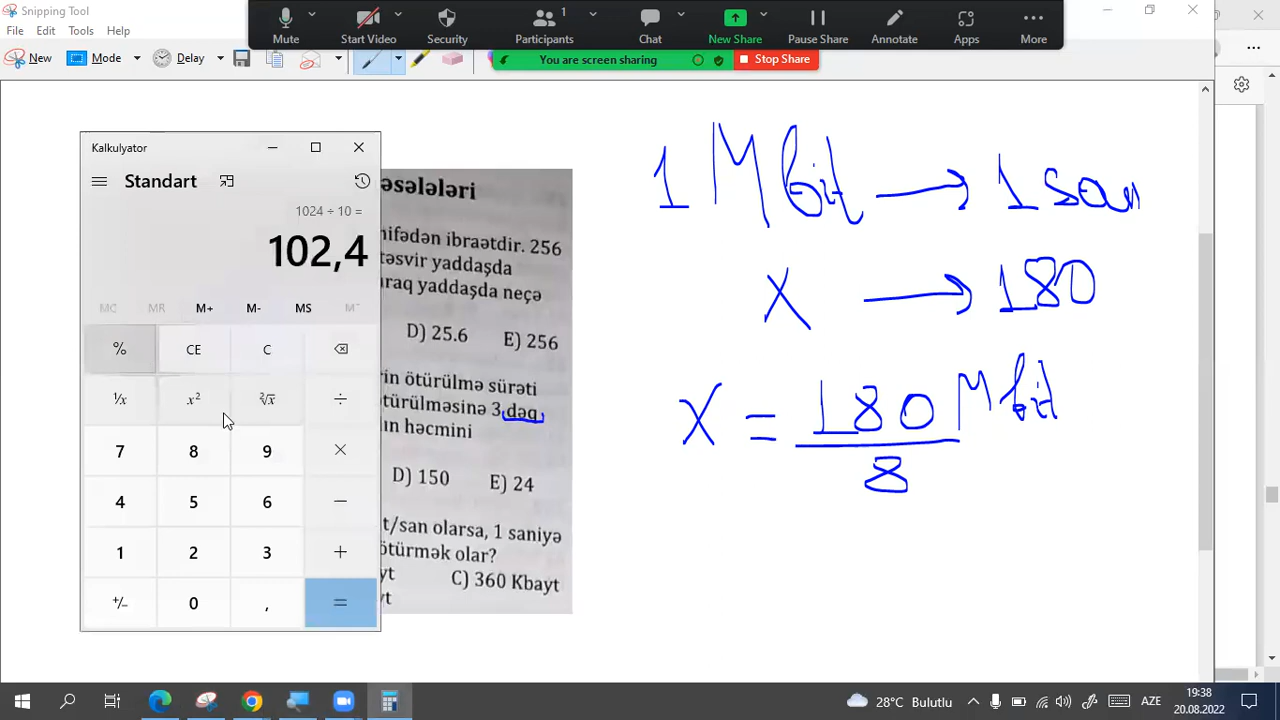 Snipping Tool
File Edit Tools Help
New Mode Delay
Mute Start Video Security Participants 1 Chat New Share Pause Share Annotate Apps More
You are screen sharing Stop Share
Kalkulyator
Standart
1024 ÷ 10 =
102,4
MC MR M+ M- MS M˅
% CE C
¹/x x² ²√x ÷
7 8 9 ×
4 5 6 −
1 2 3 +
+/− 0 , =
əsələləri
nifədən ibraətdir. 256
təsvir yaddaşda
araq yaddaşda neçə
D) 25.6 E) 256
rin ötürülmə sürəti
ötürülməsinə 3 dəq
ın həcmini
D) 150 E) 24
t/san olarsa, 1 saniyə
ötürmək olar?
yt C) 360 Kbayt
yt
1 Mbit → 1 san
X → 180
X = 180 Mbit
8
28°C Bulutlu AZE 19:38
20.08.2022